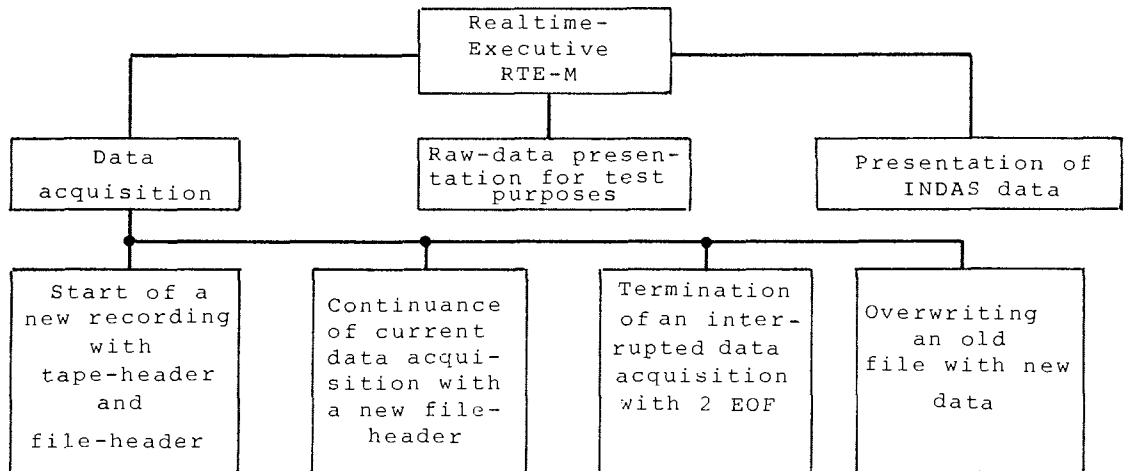 Realtime-
Executive
RTE-M
Data
acquisition
Raw-data presen-
tation for test
purposes
Presentation of
INDAS data
Start of a
new recording
with
tape-header
and
file-header
Continuance
of current
data acqui-
sition with
a new file-
header
Termination
of an inter-
rupted data
acquisition
with 2 EOF
Overwriting
an old
file with new
data